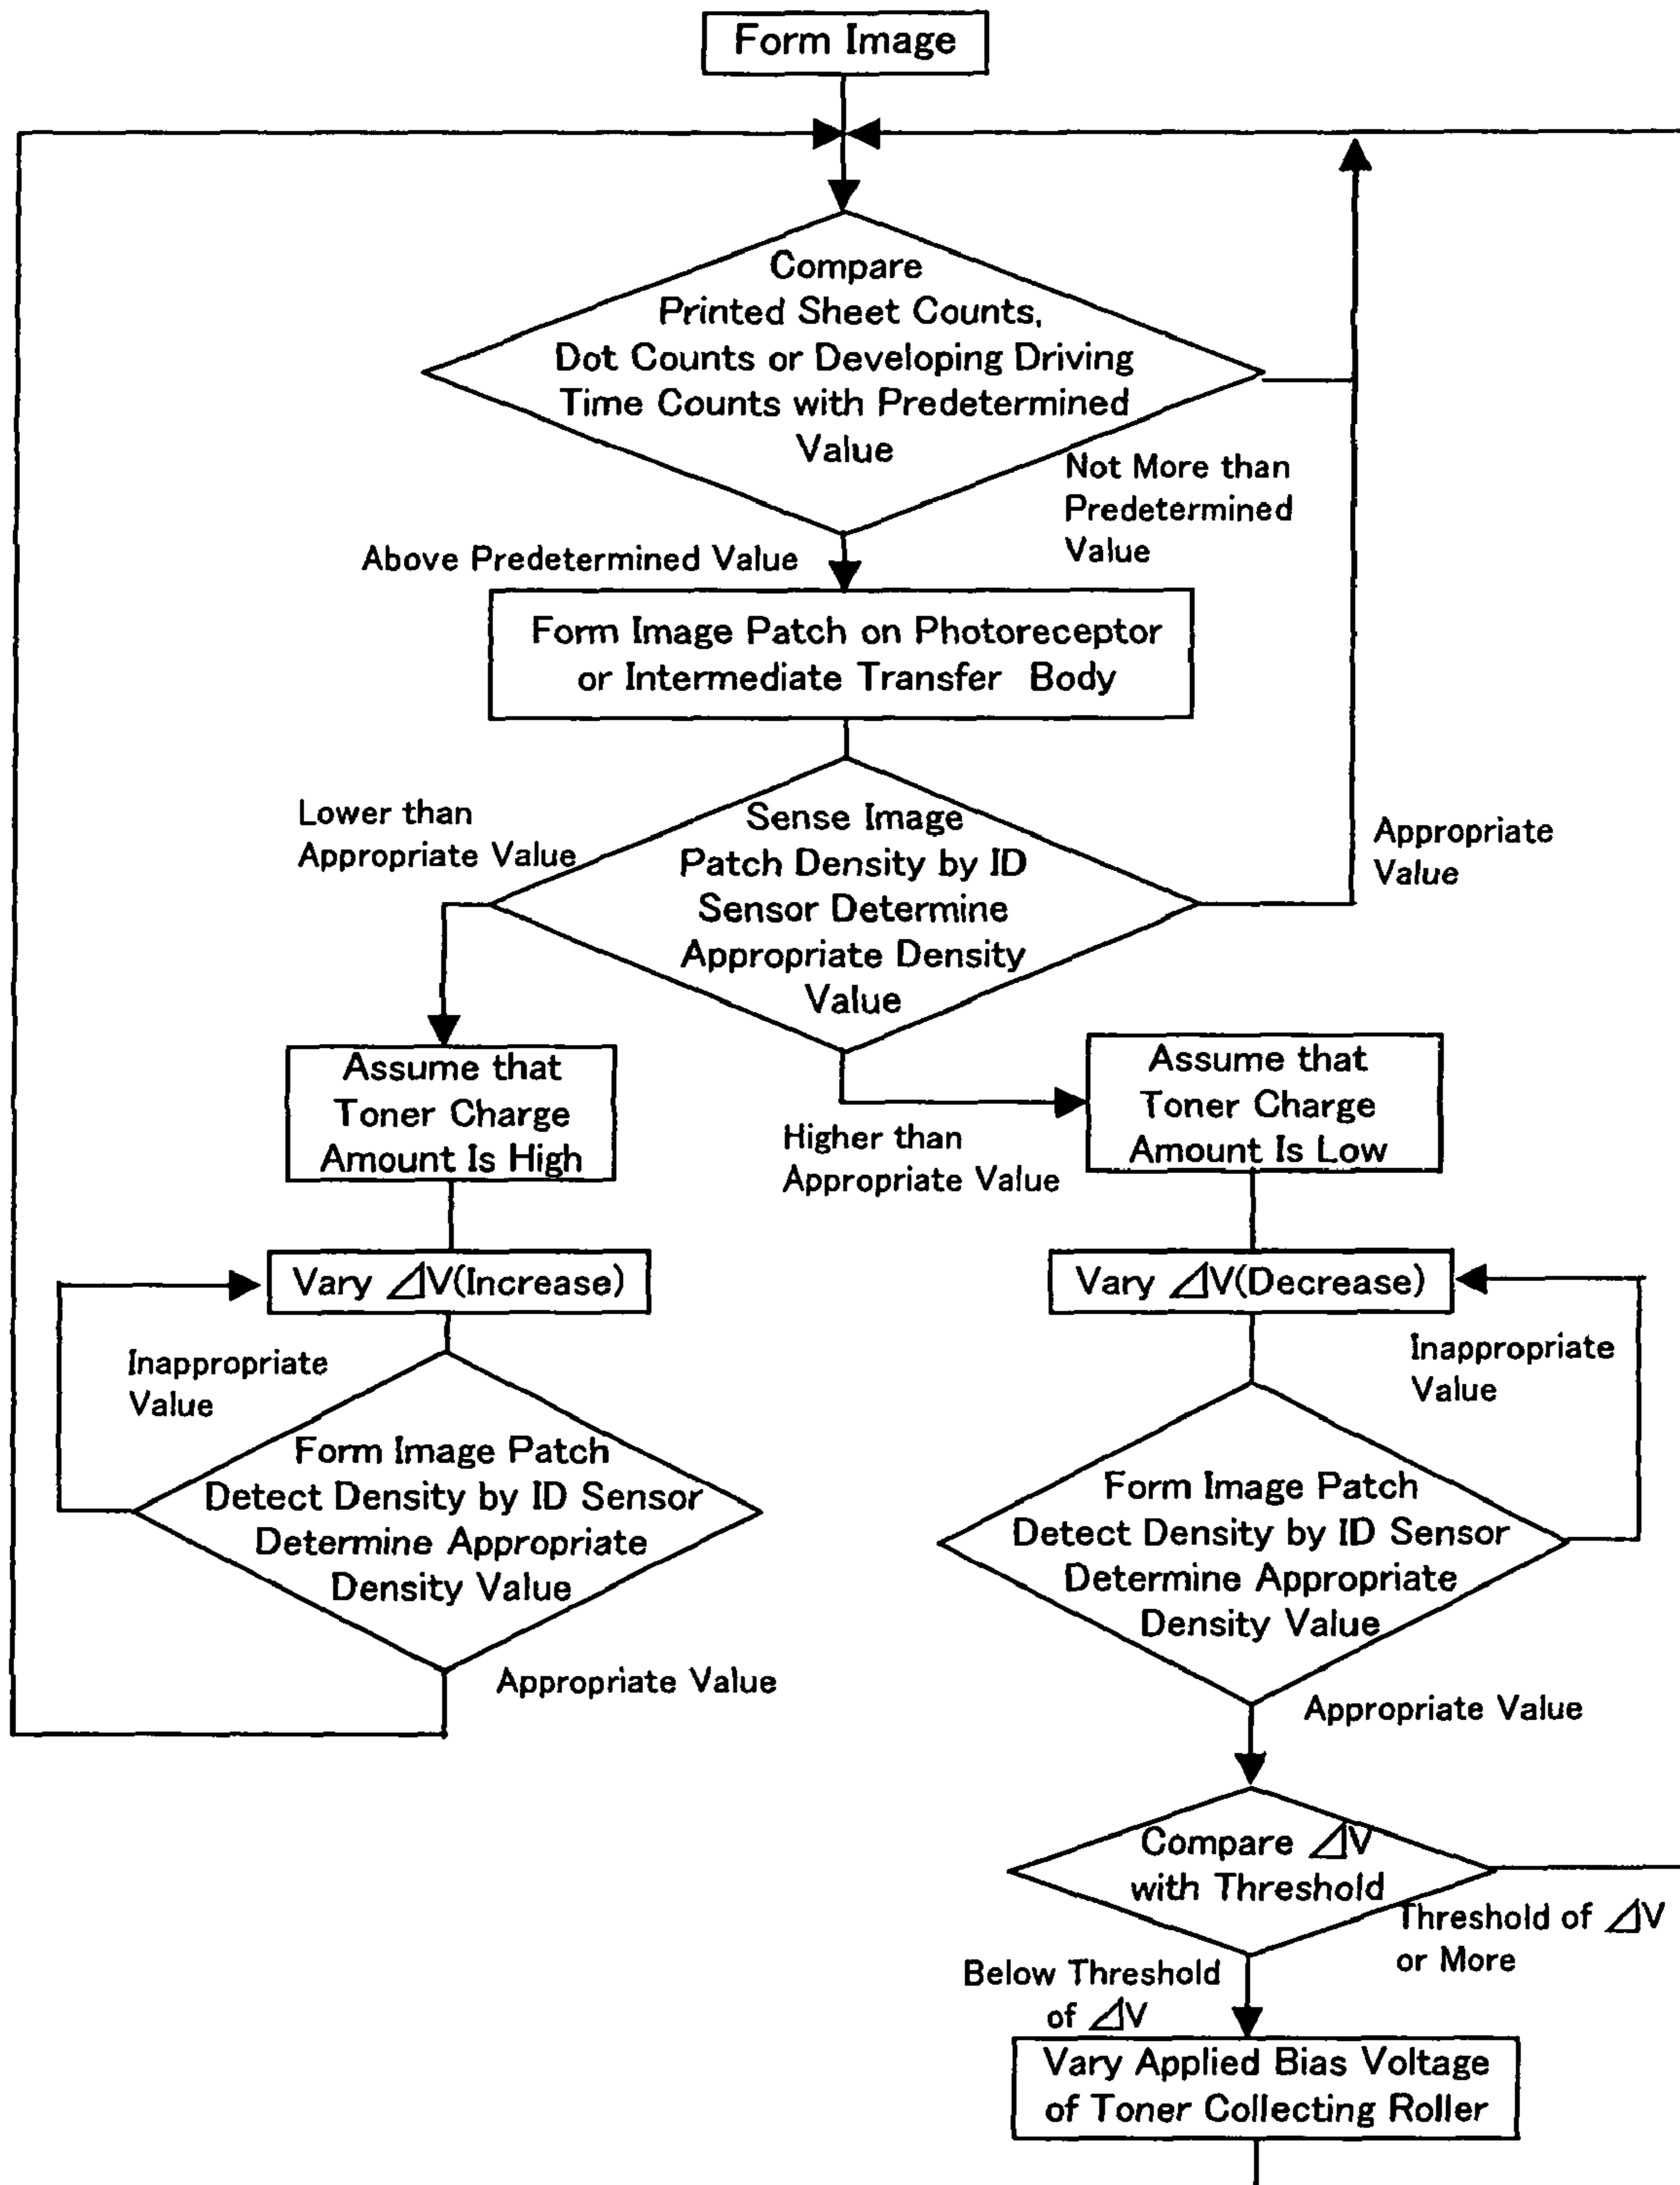 Form Image
Compare
Printed Sheet Counts,
Dot Counts or Developing Driving
Time Counts with Predetermined
Value
Not More than
Predetermined
Value
Above Predetermined Value
Form Image Patch on Photoreceptor
or Intermediate Transfer Body
Lower than
Appropriate Value
Sense Image
Patch Density by ID
Sensor Determine
Appropriate Density
Value
Appropriate
Value
Assume that
Toner Charge
Amount Is High
Higher than
Appropriate Value
Assume that
Toner Charge
Amount Is Low
Vary ⊿V(Increase)
Vary ⊿V(Decrease)
Inappropriate
Value
Inappropriate
Value
Form Image Patch
Detect Density by ID Sensor
Determine Appropriate
Density Value
Form Image Patch
Detect Density by ID Sensor
Determine Appropriate
Density Value
Appropriate Value
Appropriate Value
Compare ⊿V
with Threshold
Threshold of ⊿V
or More
Below Threshold
of ⊿V
Vary Applied Bias Voltage
of Toner Collecting Roller